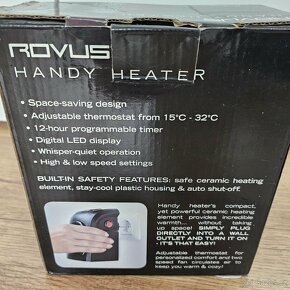 ROVUS
HANDY HEATER
• Space-saving design
• Adjustable thermostat from 15°C - 32°C
• 12-hour programmable timer
• Digital LED display
• Whisper-quiet operation
• High & low speed settings
BUILT-IN SAFETY FEATURES: safe ceramic heating
element, stay-cool plastic housing & auto shut-off.
Handy heater's compact,
yet powerful ceramic heating
element provides incredible
warmth... without taking
up space! SIMPLY PLUG
DIRECTLY INTO A WALL
OUTLET AND TURN IT ON
- IT'S THAT EASY!
Adjustable thermostat for
personalized comfort and two
speed fan circulates air to
keep you warm & cozy!